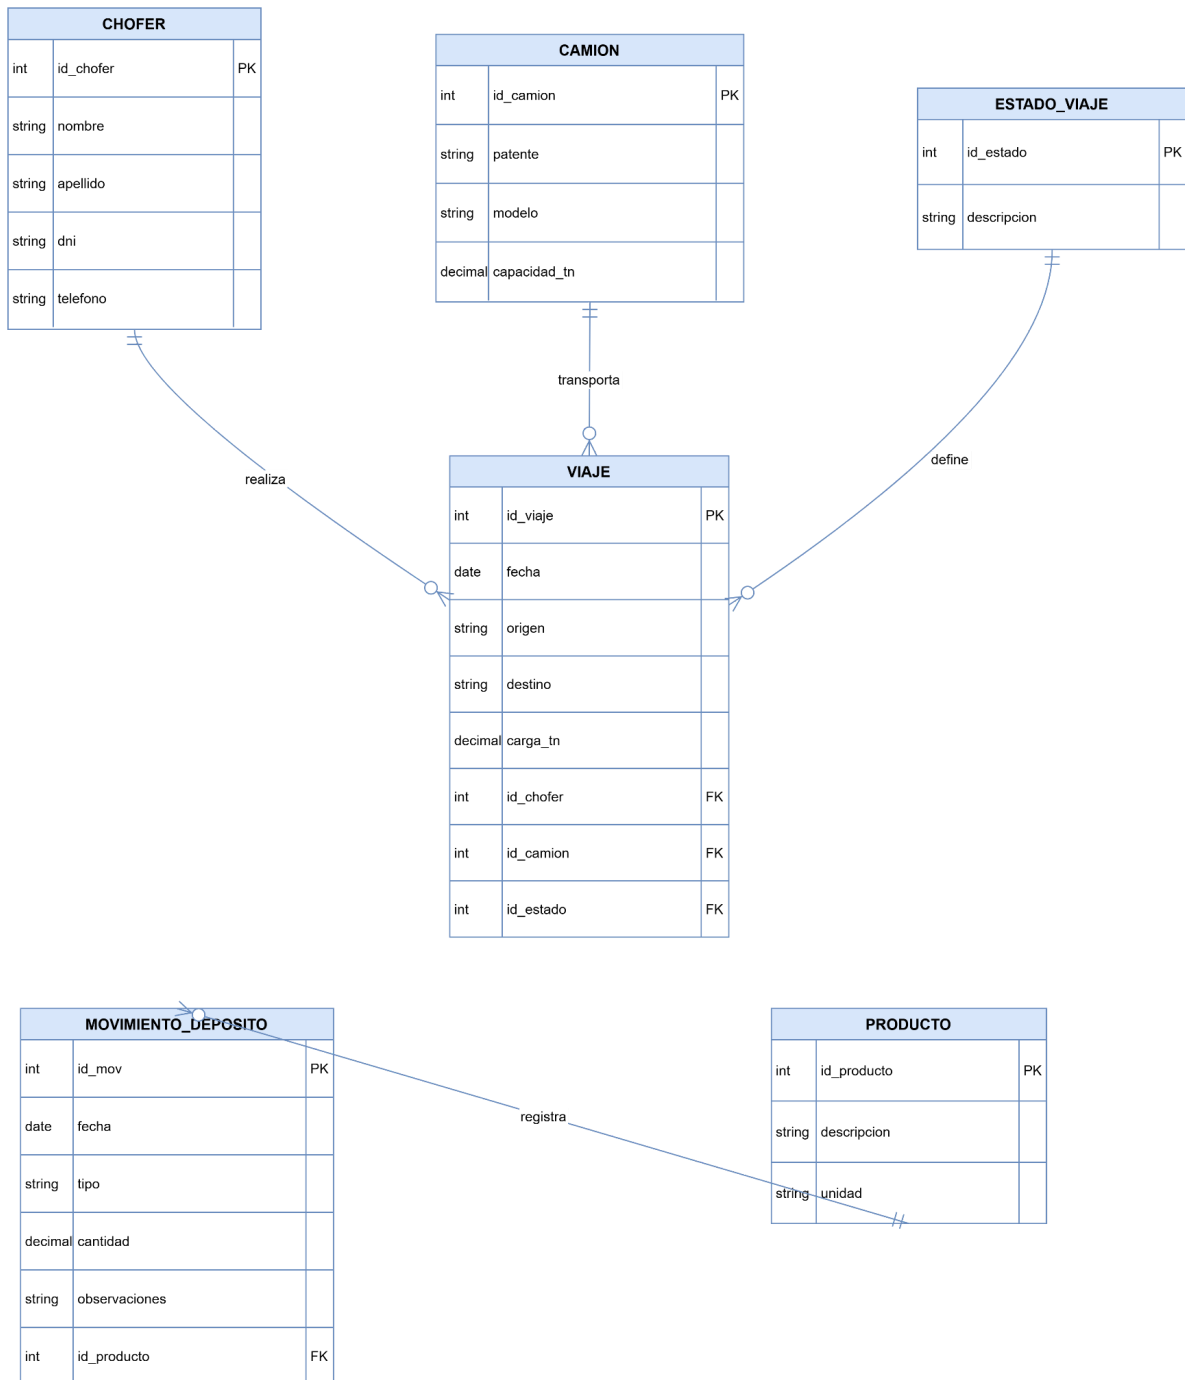 CHOFER
int id_chofer PK
string nombre
string apellido
string dni
string telefono
CAMION
int id_camion PK
string patente
string modelo
decimal capacidad_tn
ESTADO_VIAJE
int id_estado PK
string descripcion
transporta
realiza
define
VIAJE
int id_viaje PK
date fecha
string origen
string destino
decimal carga_tn
int id_chofer FK
int id_camion FK
int id_estado FK
MOVIMIENTO_DEPOSITO
int id_mov PK
date fecha
string tipo
decimal cantidad
string observaciones
int id_producto FK
registra
PRODUCTO
int id_producto PK
string descripcion
string unidad